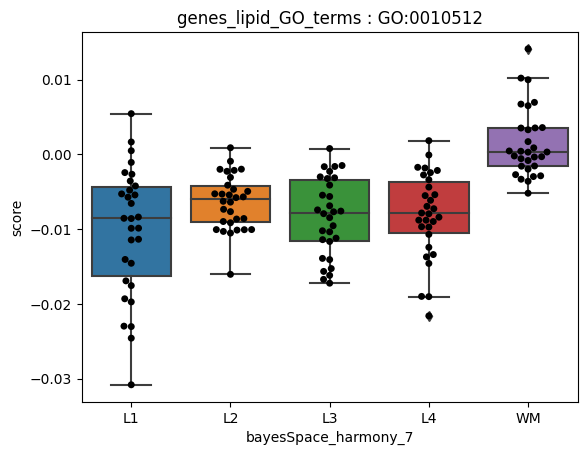 genes_lipid_GO_terms : GO:0010512
0.01
0.00
−0.01
−0.02
−0.03
score
L1 L2 L3 L4 WM
bayesSpace_harmony_7